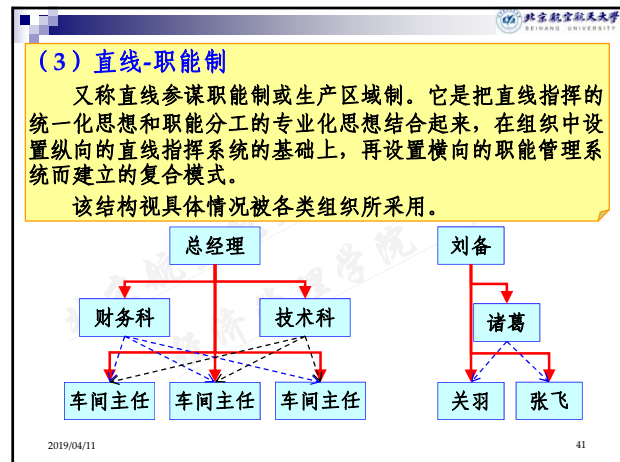 北京航空航天大学
BEIHANG UNIVERSITY
（3）直线-职能制
又称直线参谋职能制或生产区域制。它是把直线指挥的
统一化思想和职能分工的专业化思想结合起来，在组织中设
置纵向的直线指挥系统的基础上，再设置横向的职能管理系
统而建立的复合模式。
该结构视具体情况被各类组织所采用。
总经理
刘备
财务科
技术科
诸葛
车间主任
车间主任
车间主任
关羽
张飞
2019/04/11
41